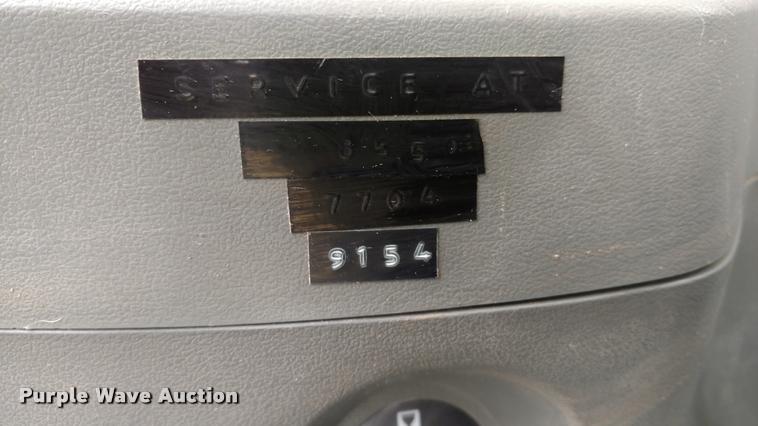 SERVICE AT
7704
9154
Purple Wave Auction